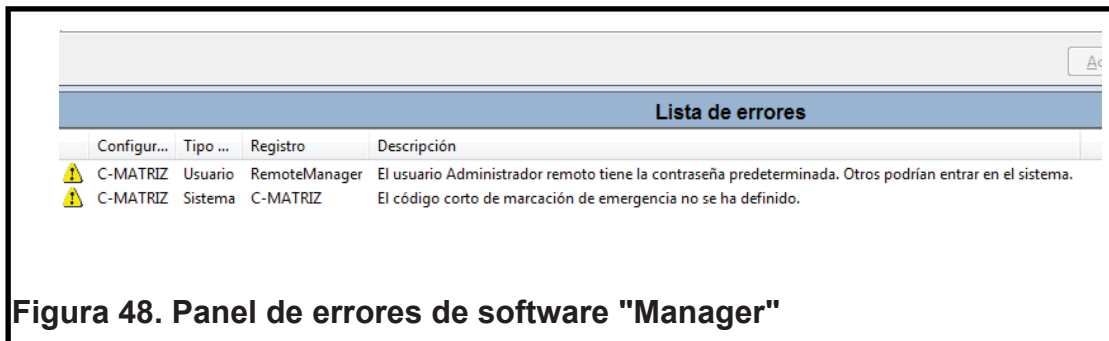 Lista de errores
Configur... Tipo ... Registro Descripción
C-MATRIZ Usuario RemoteManager El usuario Administrador remoto tiene la contraseña predeterminada. Otros podrían entrar en el sistema.
C-MATRIZ Sistema C-MATRIZ El código corto de marcación de emergencia no se ha definido.
Figura 48. Panel de errores de software "Manager"